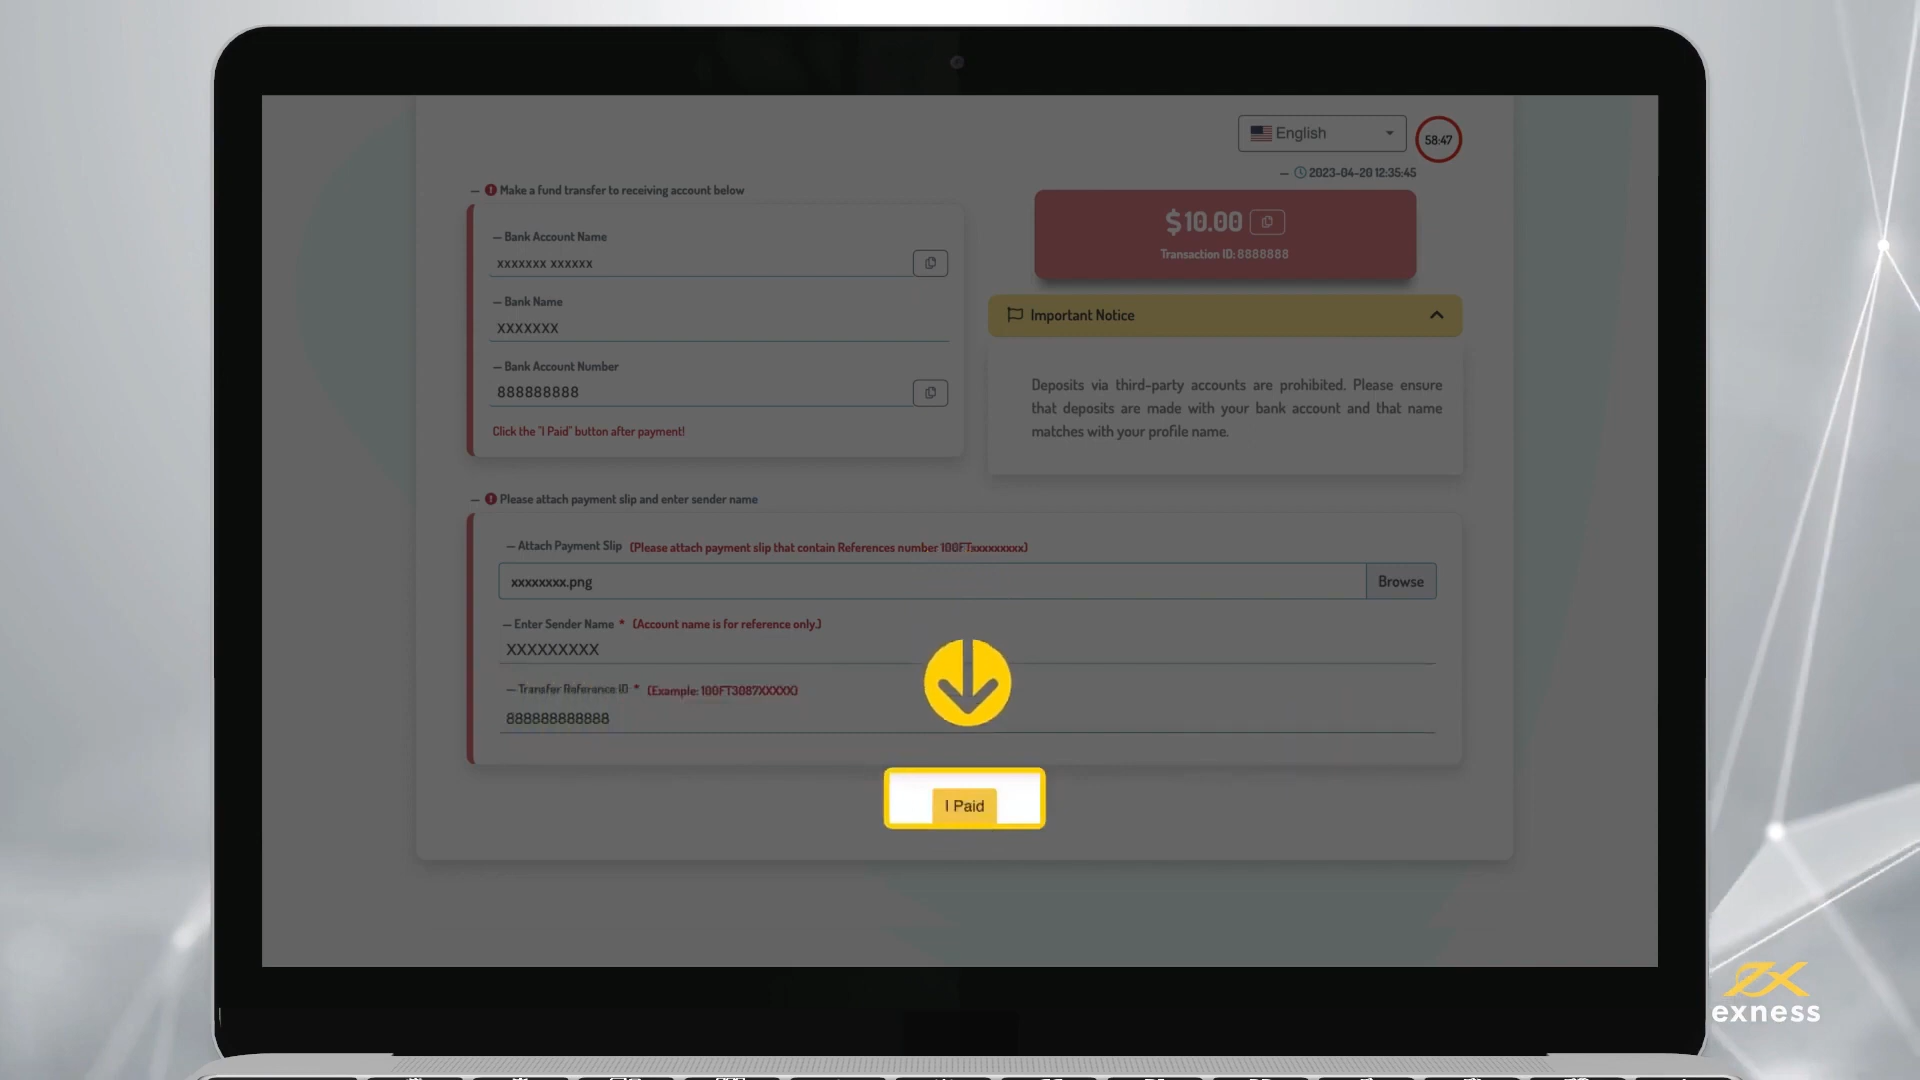 English
58:47
— 2023-04-20 12:35:45
— Make a fund transfer to receiving account below
— Bank Account Name
xxxxxxx xxxxxx
— Bank Name
XXXXXXX
— Bank Account Number
888888888
Click the "I Paid" button after payment!
$10.00
Transaction ID: 8888888
Important Notice
Deposits via third-party accounts are prohibited. Please ensure
that deposits are made with your bank account and that name
matches with your profile name.
— Please attach payment slip and enter sender name
— Attach Payment Slip (Please attach payment slip that contain References number 100FTxxxxxxxxx)
xxxxxxxx.png
Browse
— Enter Sender Name * (Account name is for reference only.)
XXXXXXXXX
— Transfer Reference ID * (Example: 100FT3087XXXXX)
888888888888
I Paid
exness